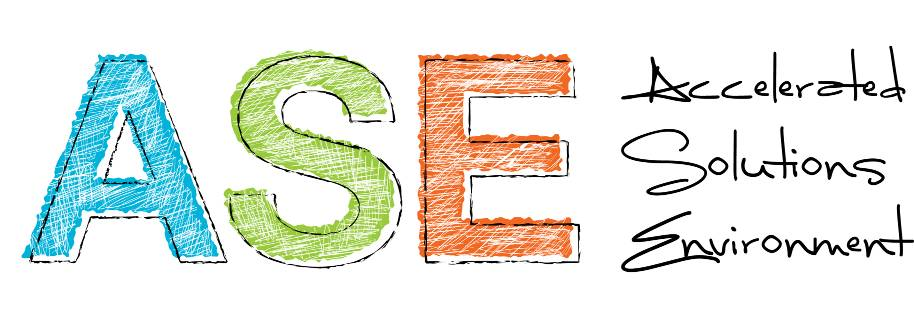 ASE
Accelerated
Solutions
Environment